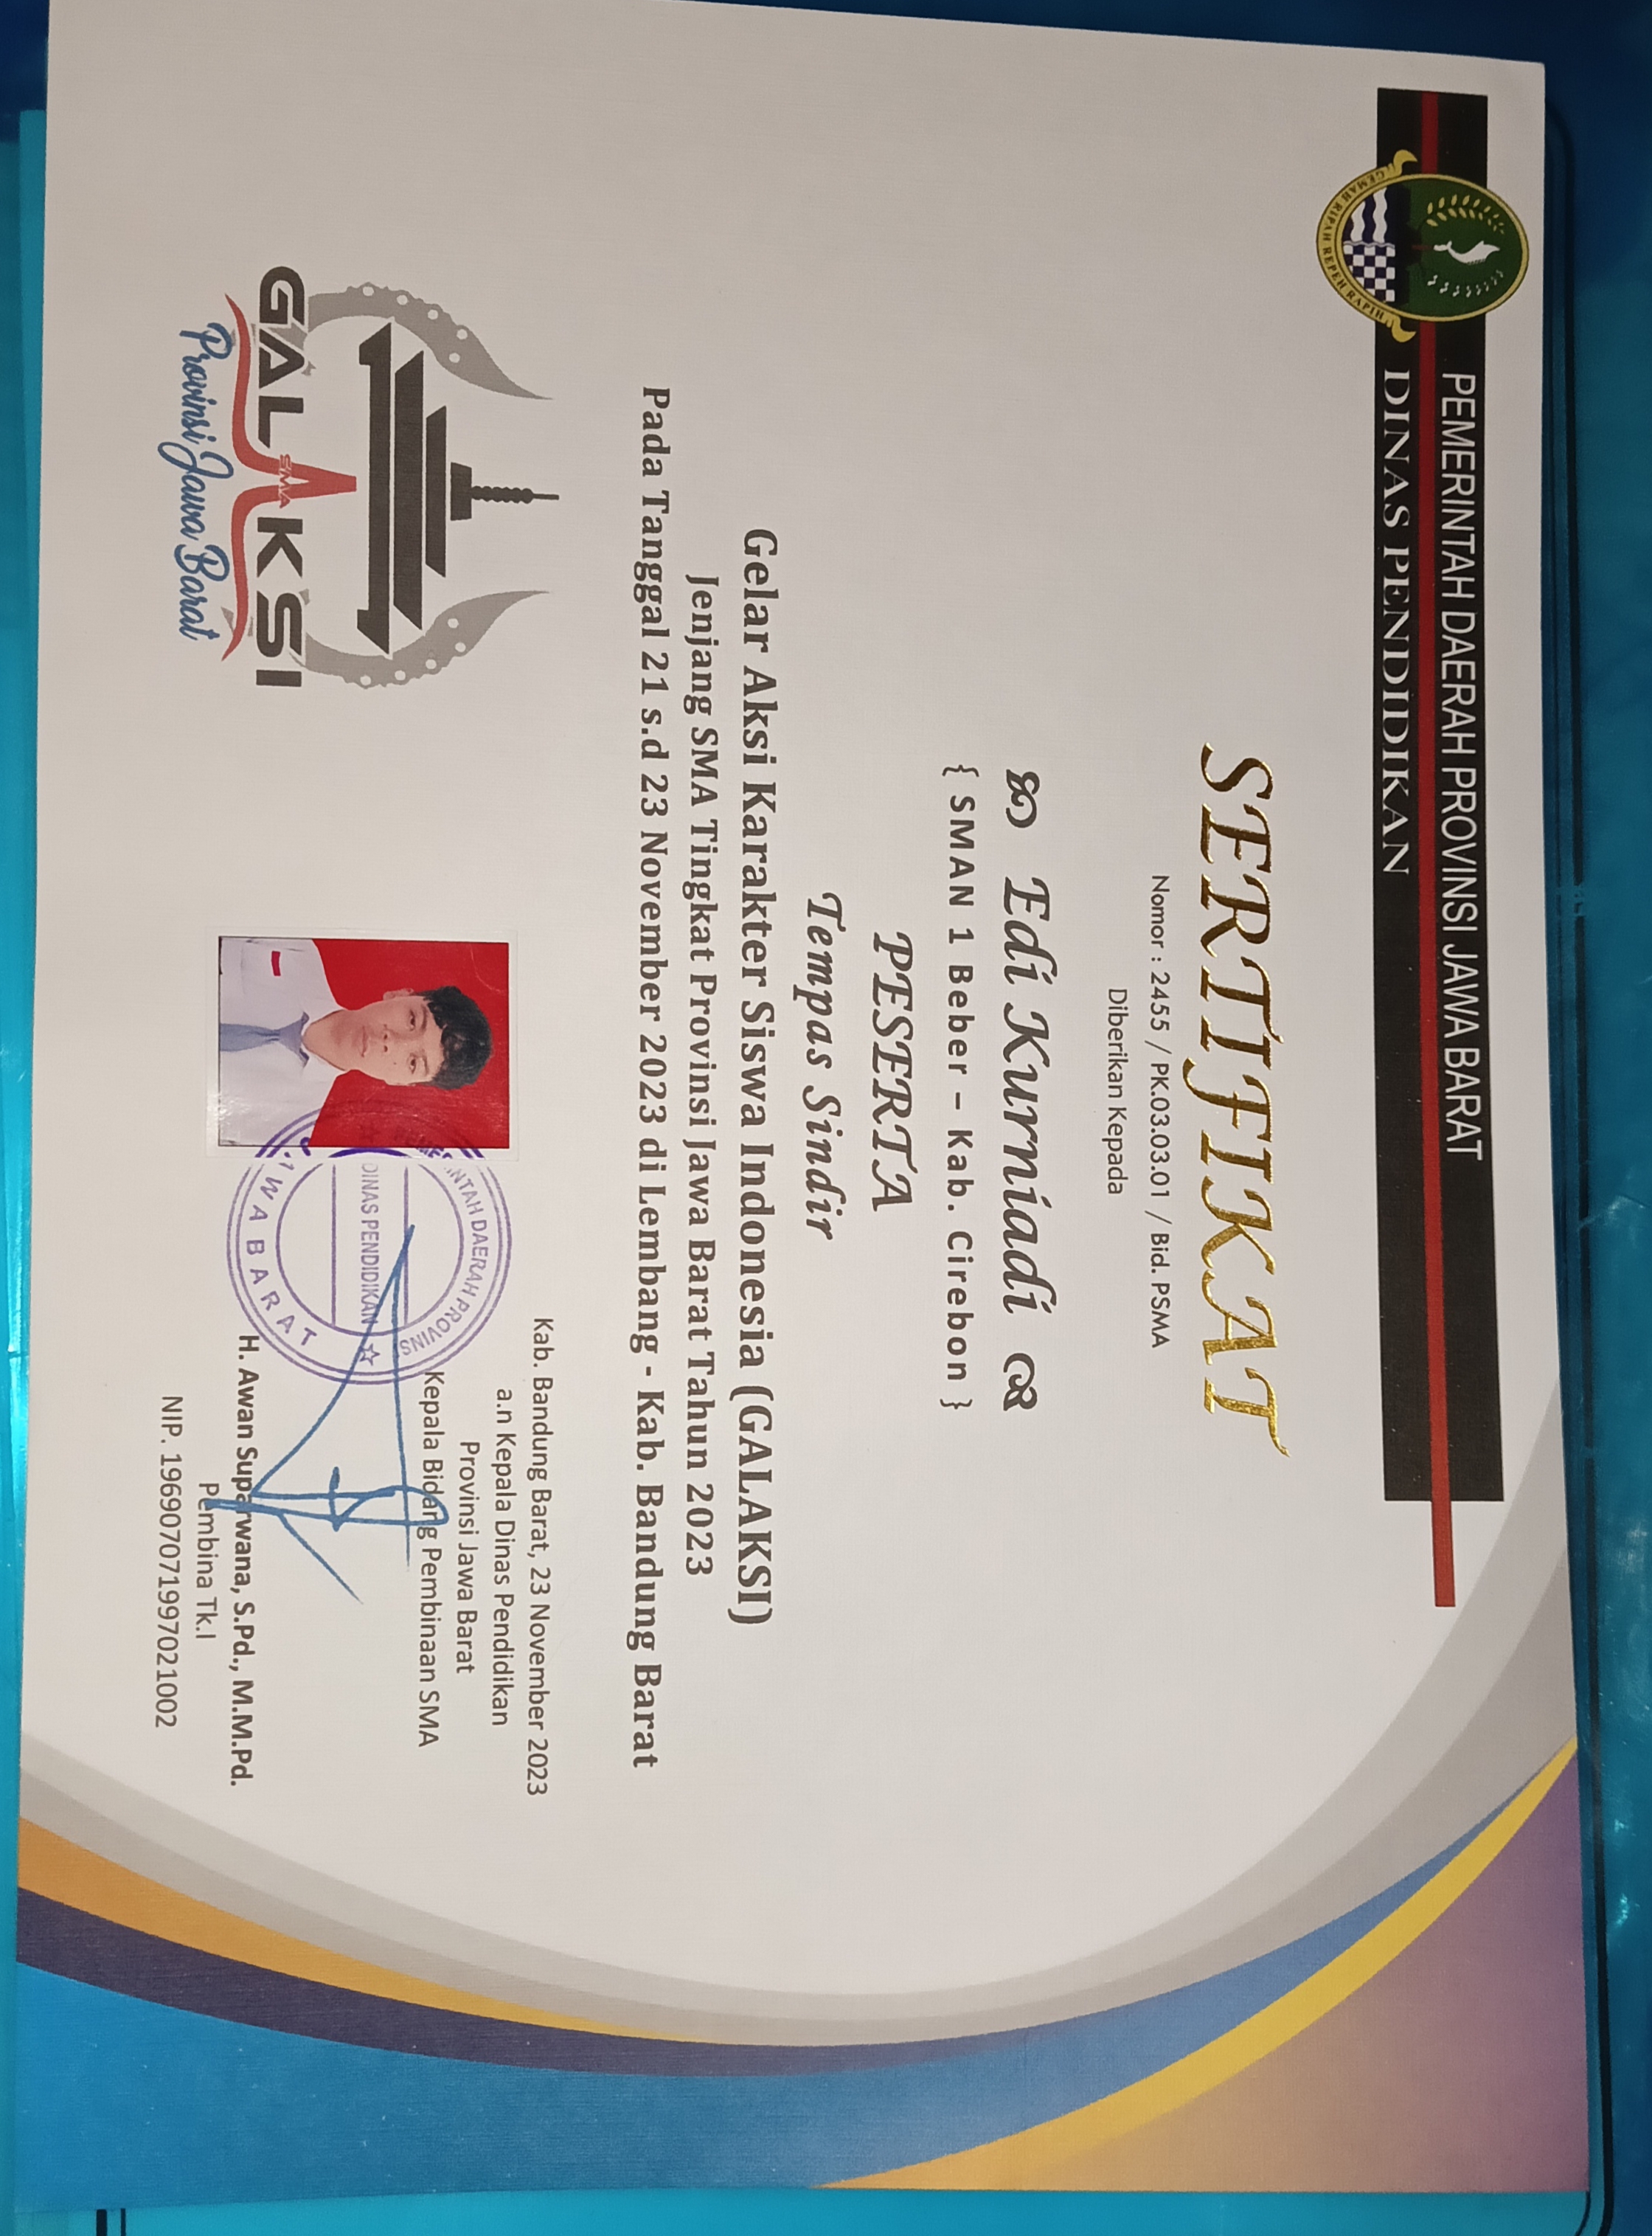 PEMERINTAH DAERAH PROVINSI JAWA BARAT
DINAS PENDIDIKAN
GEMAH RIPAH REPEH RAPIH
SERTIFIKAT
Nomor : 2455 / PK.03.03.01 / Bid. PSMA
Diberikan Kepada
Edi Kurniadi
{ SMAN 1 Beber – Kab. Cirebon }
PESERTA
Tempas Sindir
Gelar Aksi Karakter Siswa Indonesia (GALAKSI)
Jenjang SMA Tingkat Provinsi Jawa Barat Tahun 2023
Pada Tanggal 21 s.d 23 November 2023 di Lembang - Kab. Bandung Barat
GALAKSI
SMA
Provinsi Jawa Barat
NTAH DAERAH PROVINSI
DINAS PENDIDIKAN
JAWA BARAT
Kab. Bandung Barat, 23 November 2023
a.n Kepala Dinas Pendidikan
Provinsi Jawa Barat
Kepala Bidang Pembinaan SMA
H. Awan Suparwana, S.Pd., M.M.Pd.
Pembina Tk.I
NIP. 196907071997021002